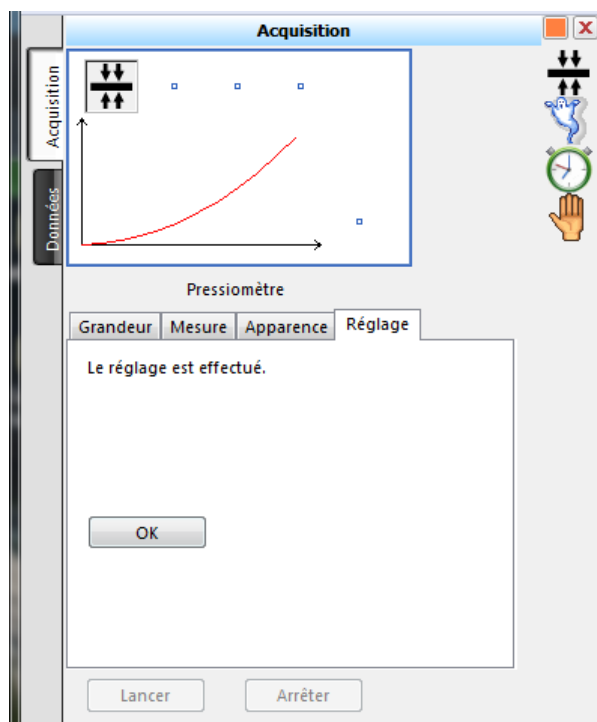 Acquisition
Acquisition
Données
Pressiomètre
Grandeur Mesure Apparence Réglage
Le réglage est effectué.
OK
Lancer Arrêter